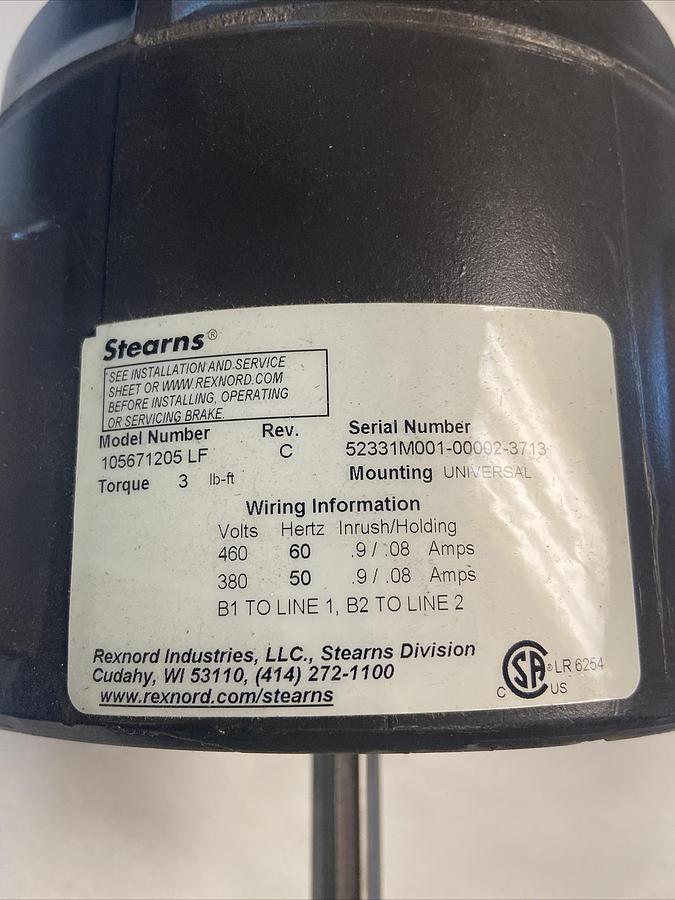 Stearns®
SEE INSTALLATION AND SERVICE
SHEET OR WWW.REXNORD.COM
BEFORE INSTALLING, OPERATING
OR SERVICING BRAKE.
Model Number Rev. Serial Number
105671205 LF C 52331M001-00002-3713
Torque 3 lb-ft Mounting UNIVERSAL
Wiring Information
Volts Hertz Inrush/Holding
460 60 .9 / .08 Amps
380 50 .9 / .08 Amps
B1 TO LINE 1, B2 TO LINE 2
Rexnord Industries, LLC., Stearns Division
Cudahy, WI 53110, (414) 272-1100
www.rexnord.com/stearns
C SA ® US LR 6254